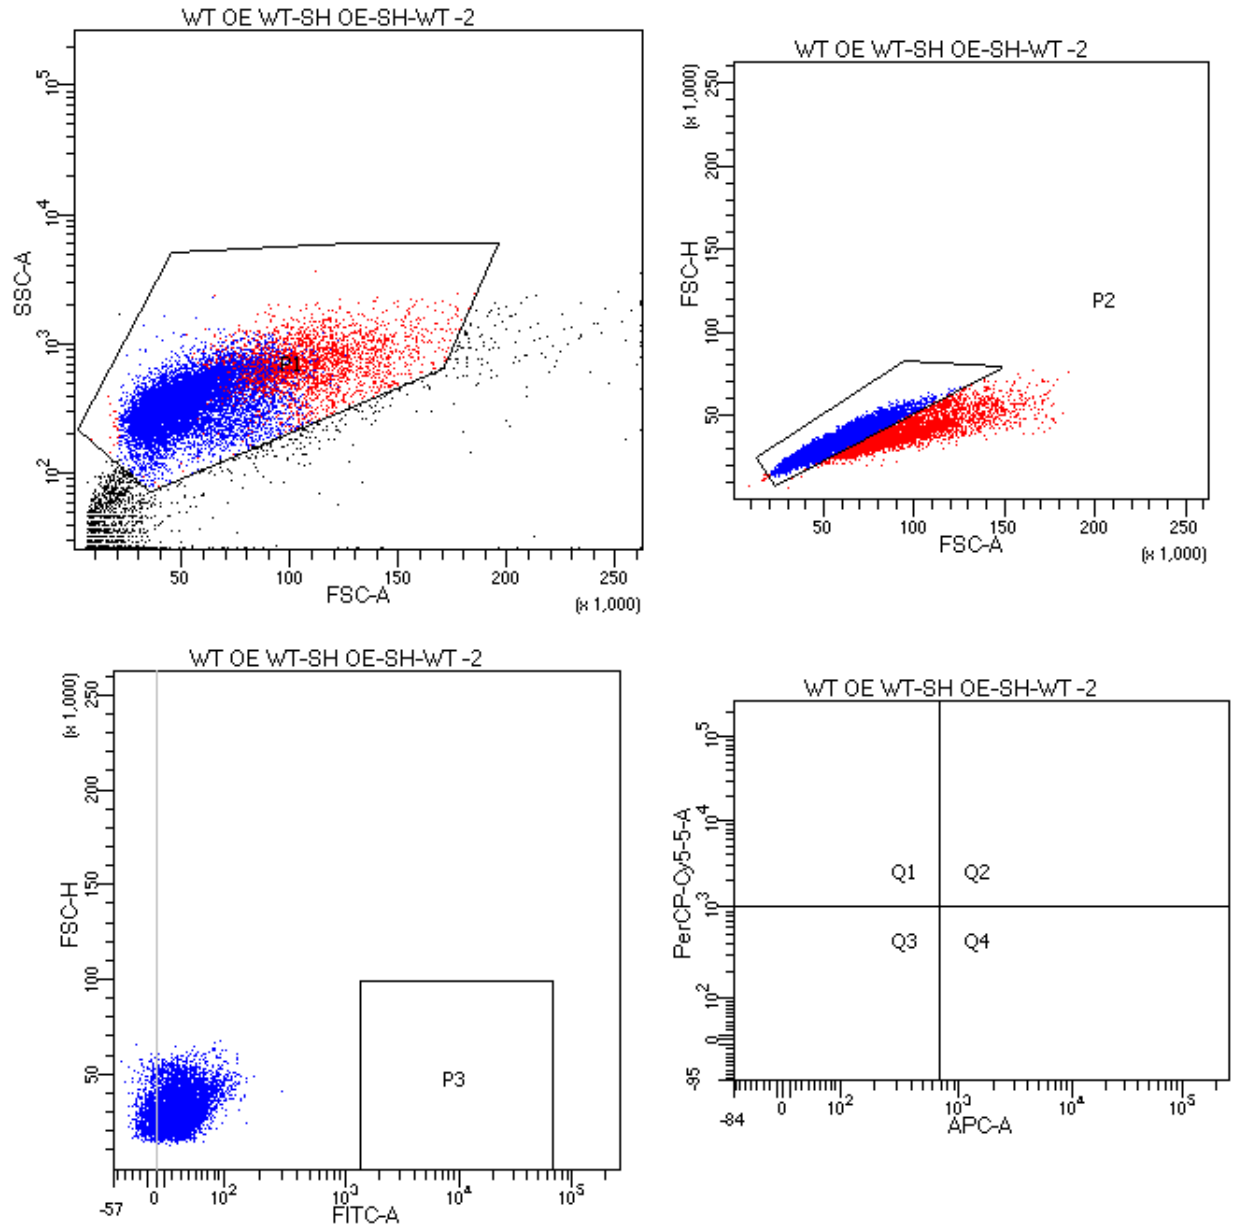 WT OE WT-SH OE-SH-WT -2
SSC-A
10^5
10^4
10^3
10^2
P1
50 100 150 200 250
FSC-A
(x 1,000)
WT OE WT-SH OE-SH-WT -2
(x 1,000)
FSC-H
250
200
150
100
50
P2
50 100 150 200 250
FSC-A
(x 1,000)
WT OE WT-SH OE-SH-WT -2
(x 1,000)
FSC-H
250
200
150
100
50
P3
-57 0 10^2 10^3 10^4 10^5
FITC-A
WT OE WT-SH OE-SH-WT -2
PerCP-Cy5-5-A
10^5
10^4
10^3
10^2
0
-95
Q1 Q2
Q3 Q4
-84 0 10^2 10^3 10^4 10^5
APC-A